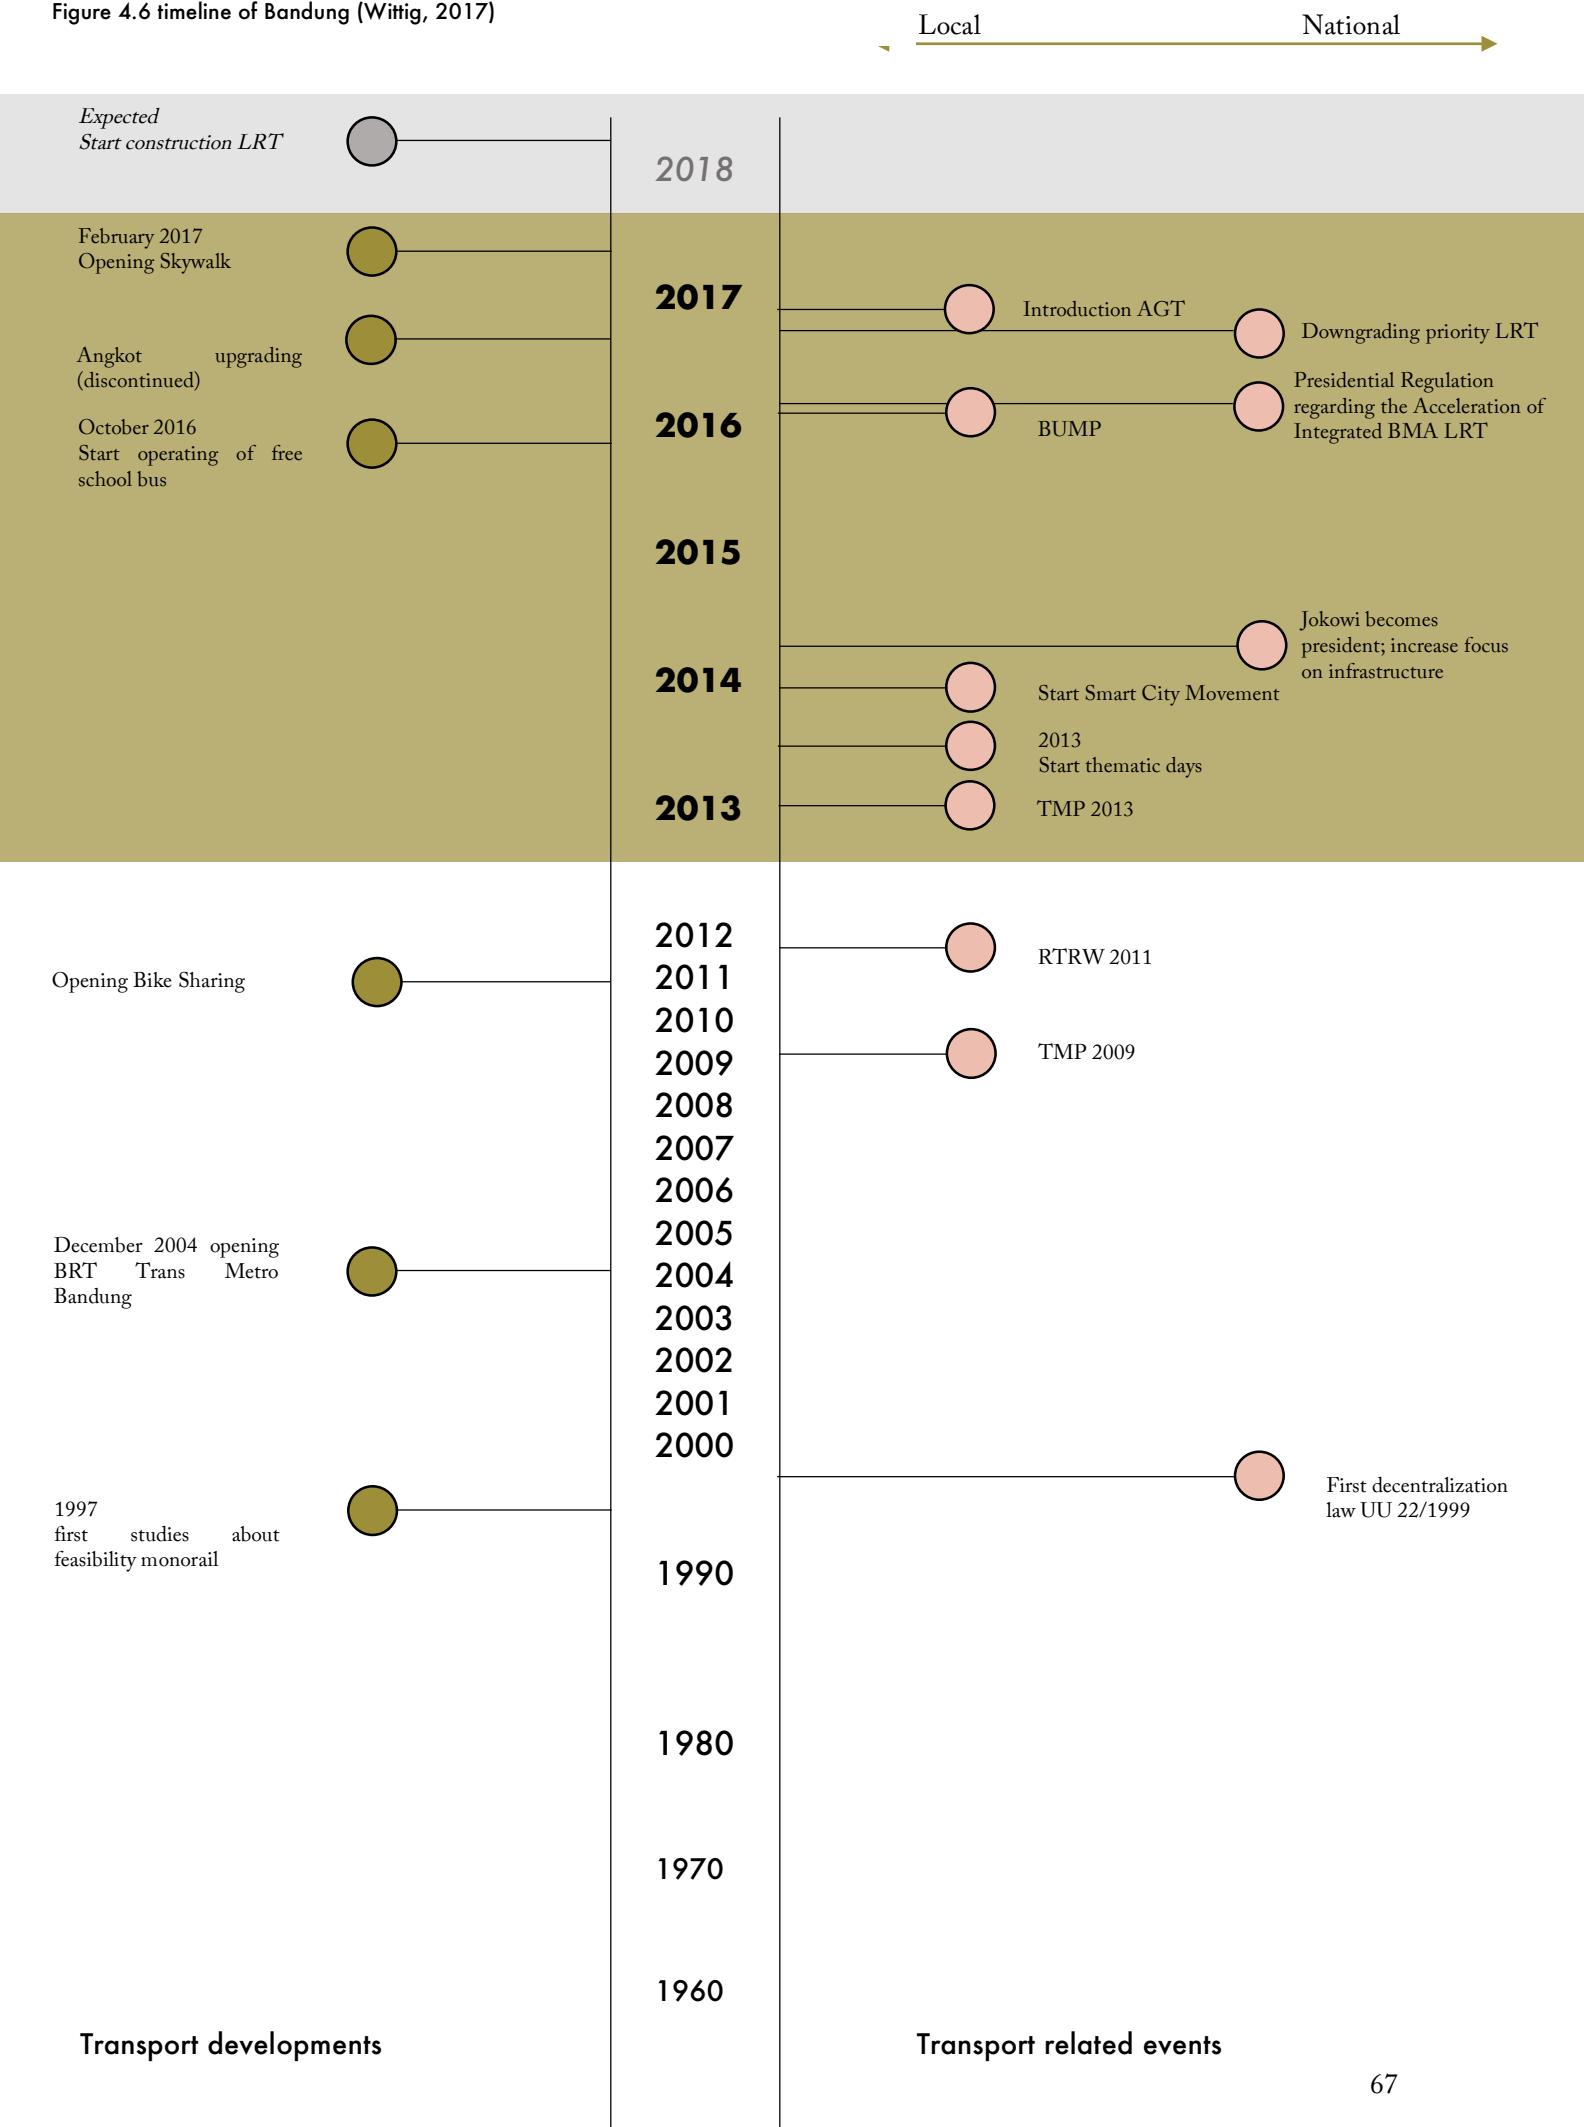 Figure 4.6 timeline of Bandung (Wittig, 2017)
Local
National
Expected
Start construction LRT
2018
February 2017
Opening Skywalk
2017
Introduction AGT
Downgrading priority LRT
Angkot upgrading
(discontinued)
Presidential Regulation
regarding the Acceleration of
Integrated BMA LRT
October 2016
Start operating of free
school bus
2016
BUMP
2015
Jokowi becomes
president; increase focus
on infrastructure
2014
Start Smart City Movement
2013
Start thematic days
2013
TMP 2013
2012
RTRW 2011
Opening Bike Sharing
2011
2010
2009
TMP 2009
2008
2007
2006
2005
December 2004 opening
BRT Trans Metro
Bandung
2004
2003
2002
2001
2000
First decentralization
law UU 22/1999
1997
first studies about
feasibility monorail
1990
1980
1970
1960
Transport developments
Transport related events
67